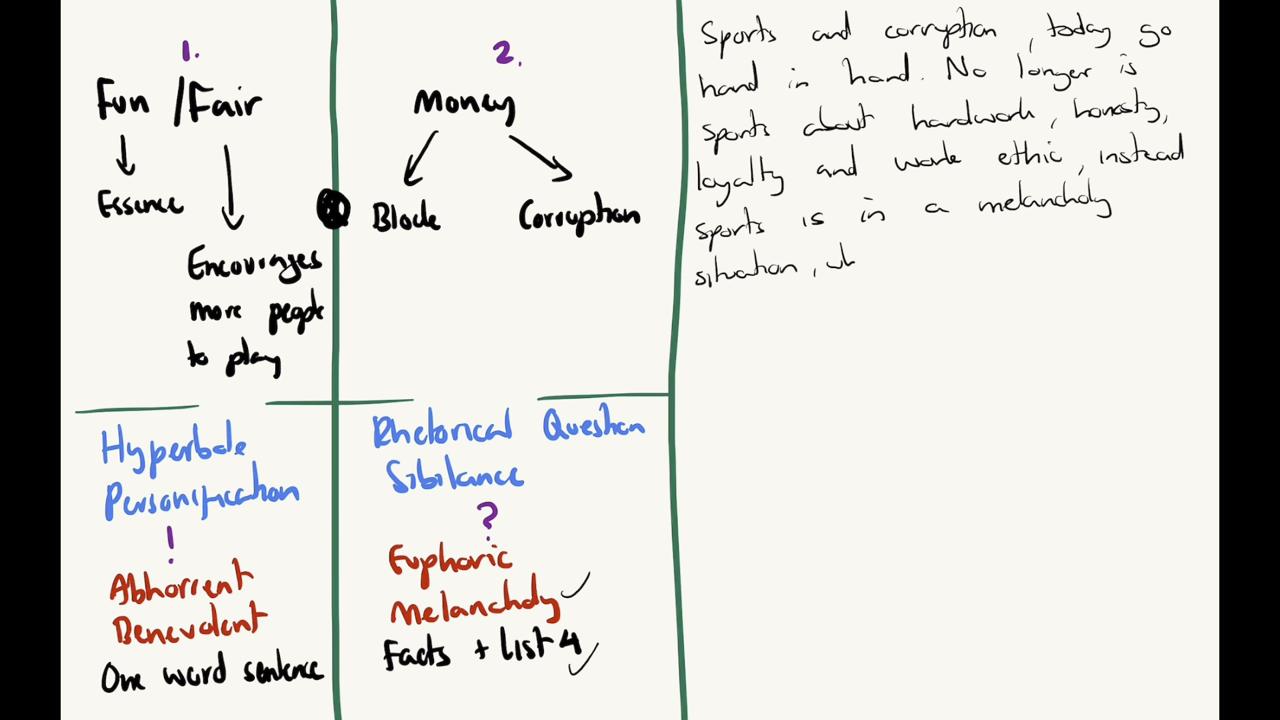 1.
Fun / Fair
Essence
Encourages
more people
to play
Hyperbole
Personification
!
Abhorrent
Benevolent
One word sentence
2.
Money
Corruption
Rhetorical Question
Sibilance
?
Euphoric
Melancholy
Facts + list 4
Sports and corruption, today go
hand in hand. No longer is
sports about hardwork, honesty,
loyalty and work ethic, instead
sports is in a melancholy
situation,